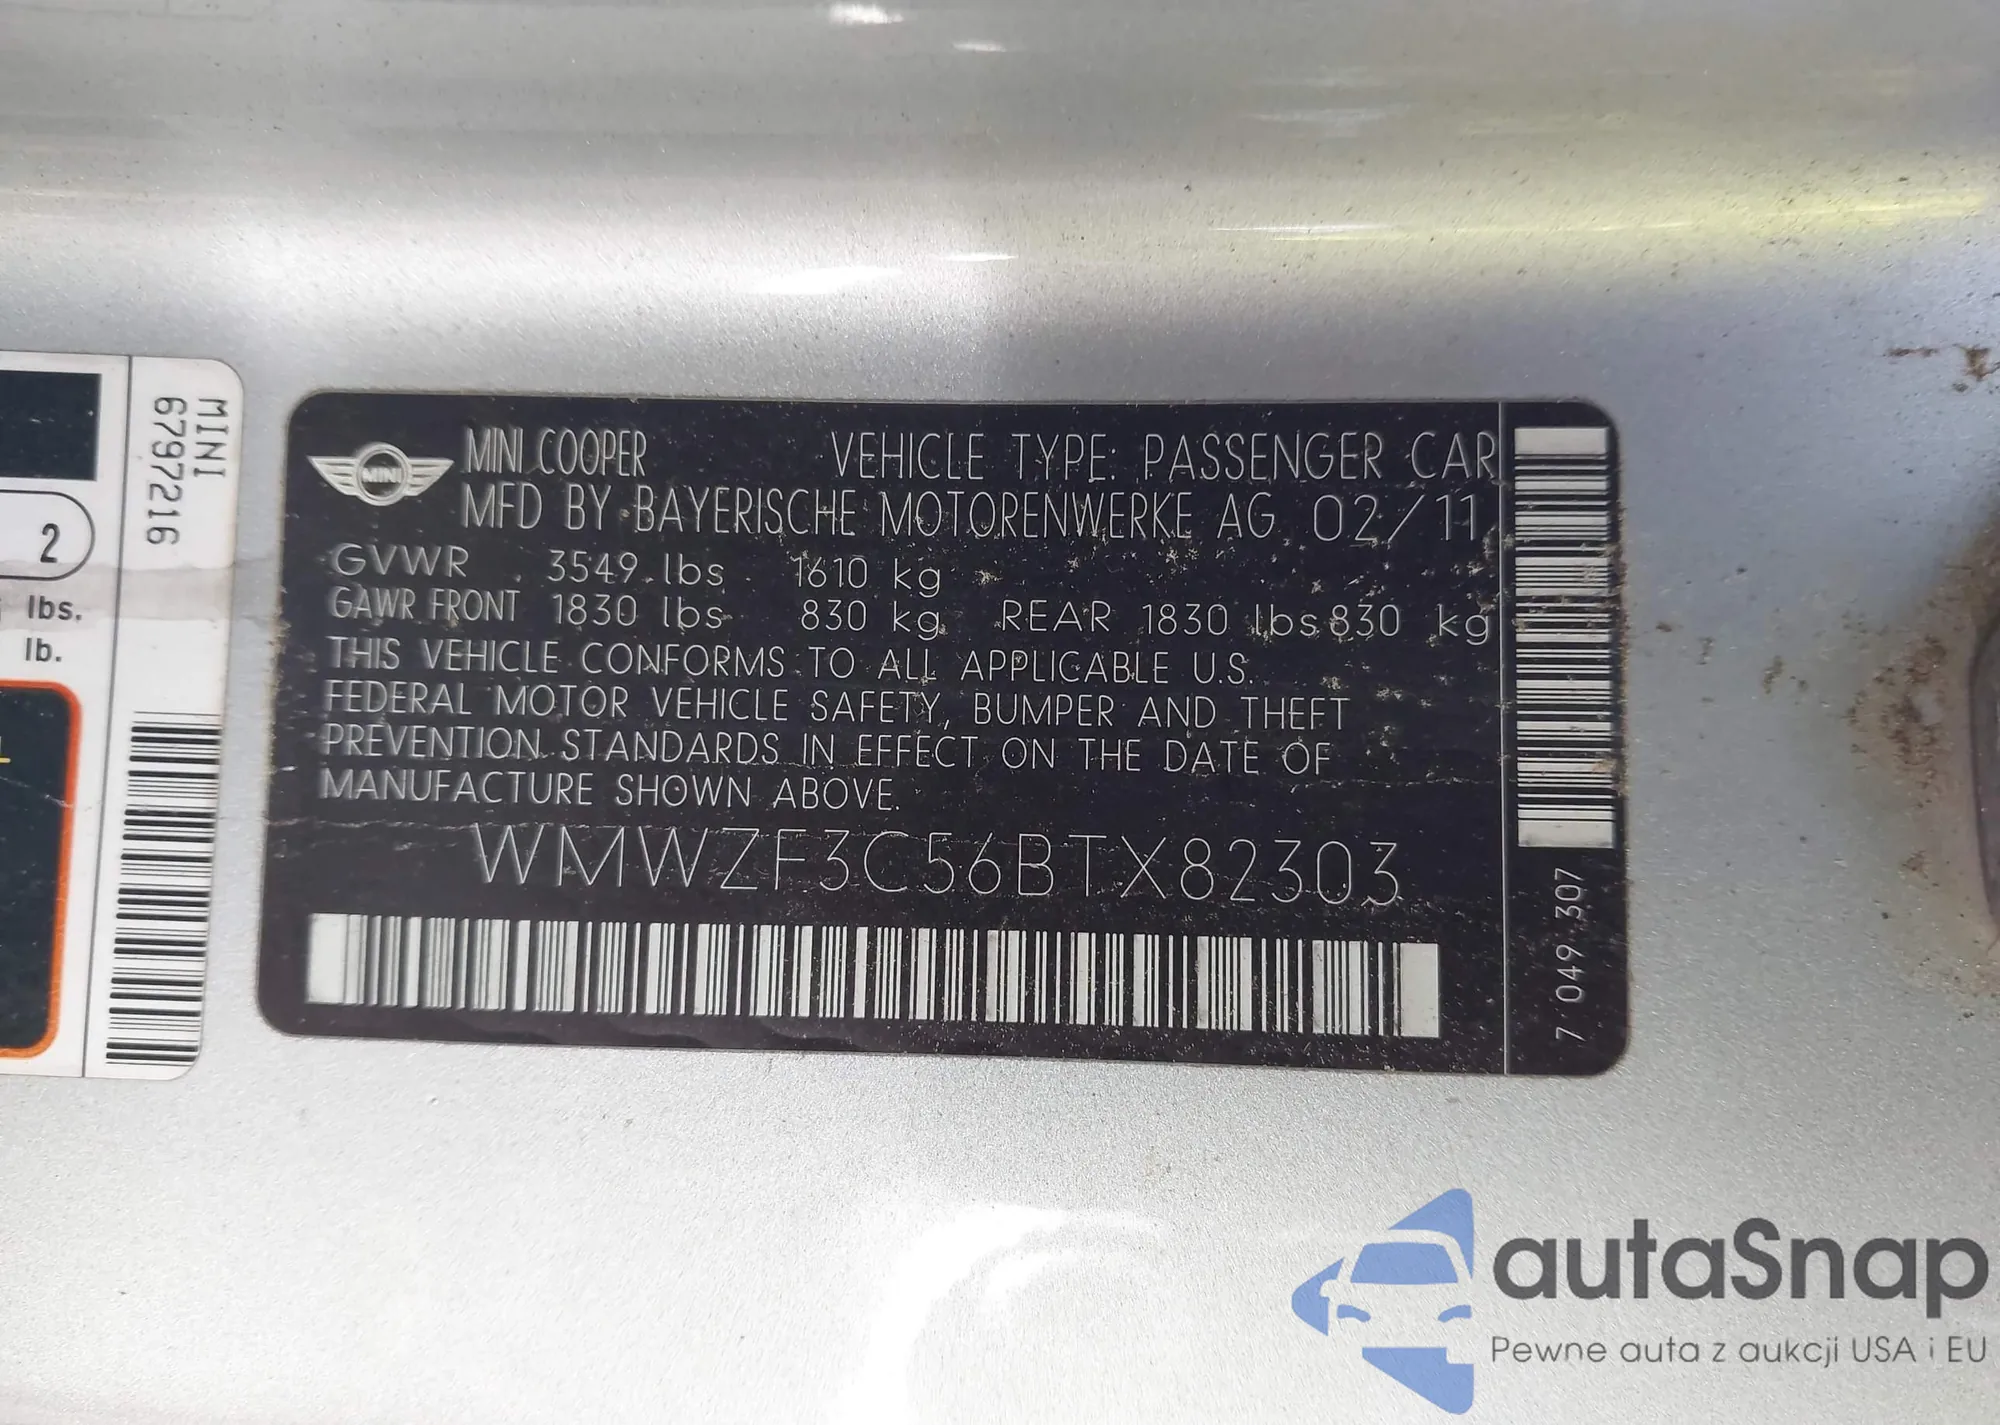 MINI
6797216
2
lbs.
lb.
MINI
MINI COOPER VEHICLE TYPE: PASSENGER CAR
MFD BY BAYERISCHE MOTORENWERKE AG 02/11
GVWR 3549 lbs 1610 kg
GAWR FRONT 1830 lbs 830 kg REAR 1830 lbs 830 kg
THIS VEHICLE CONFORMS TO ALL APPLICABLE U.S.
FEDERAL MOTOR VEHICLE SAFETY, BUMPER AND THEFT
PREVENTION STANDARDS IN EFFECT ON THE DATE OF
MANUFACTURE SHOWN ABOVE.
WMWZF3C56BTX82303
7 049 307
autaSnap
Pewne auta z aukcji USA i EU